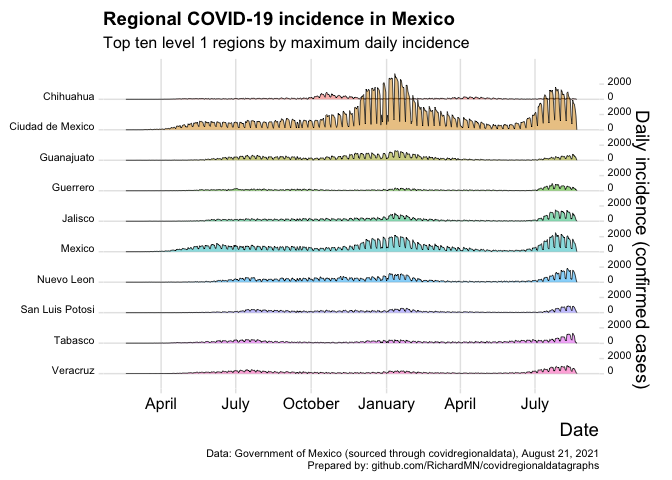 Regional COVID-19 incidence in Mexico
Top ten level 1 regions by maximum daily incidence
Chihuahua
2000
0
Ciudad de Mexico
2000
0
Guanajuato
2000
0
Guerrero
2000
0
Jalisco
2000
0
Mexico
2000
0
Nuevo Leon
2000
0
San Luis Potosi
2000
0
Tabasco
2000
0
Veracruz
2000
0
Daily incidence (confirmed cases)
April July October January April July
Date
Data: Government of Mexico (sourced through covidregionaldata), August 21, 2021
Prepared by: github.com/RichardMN/covidregionaldatagraphs